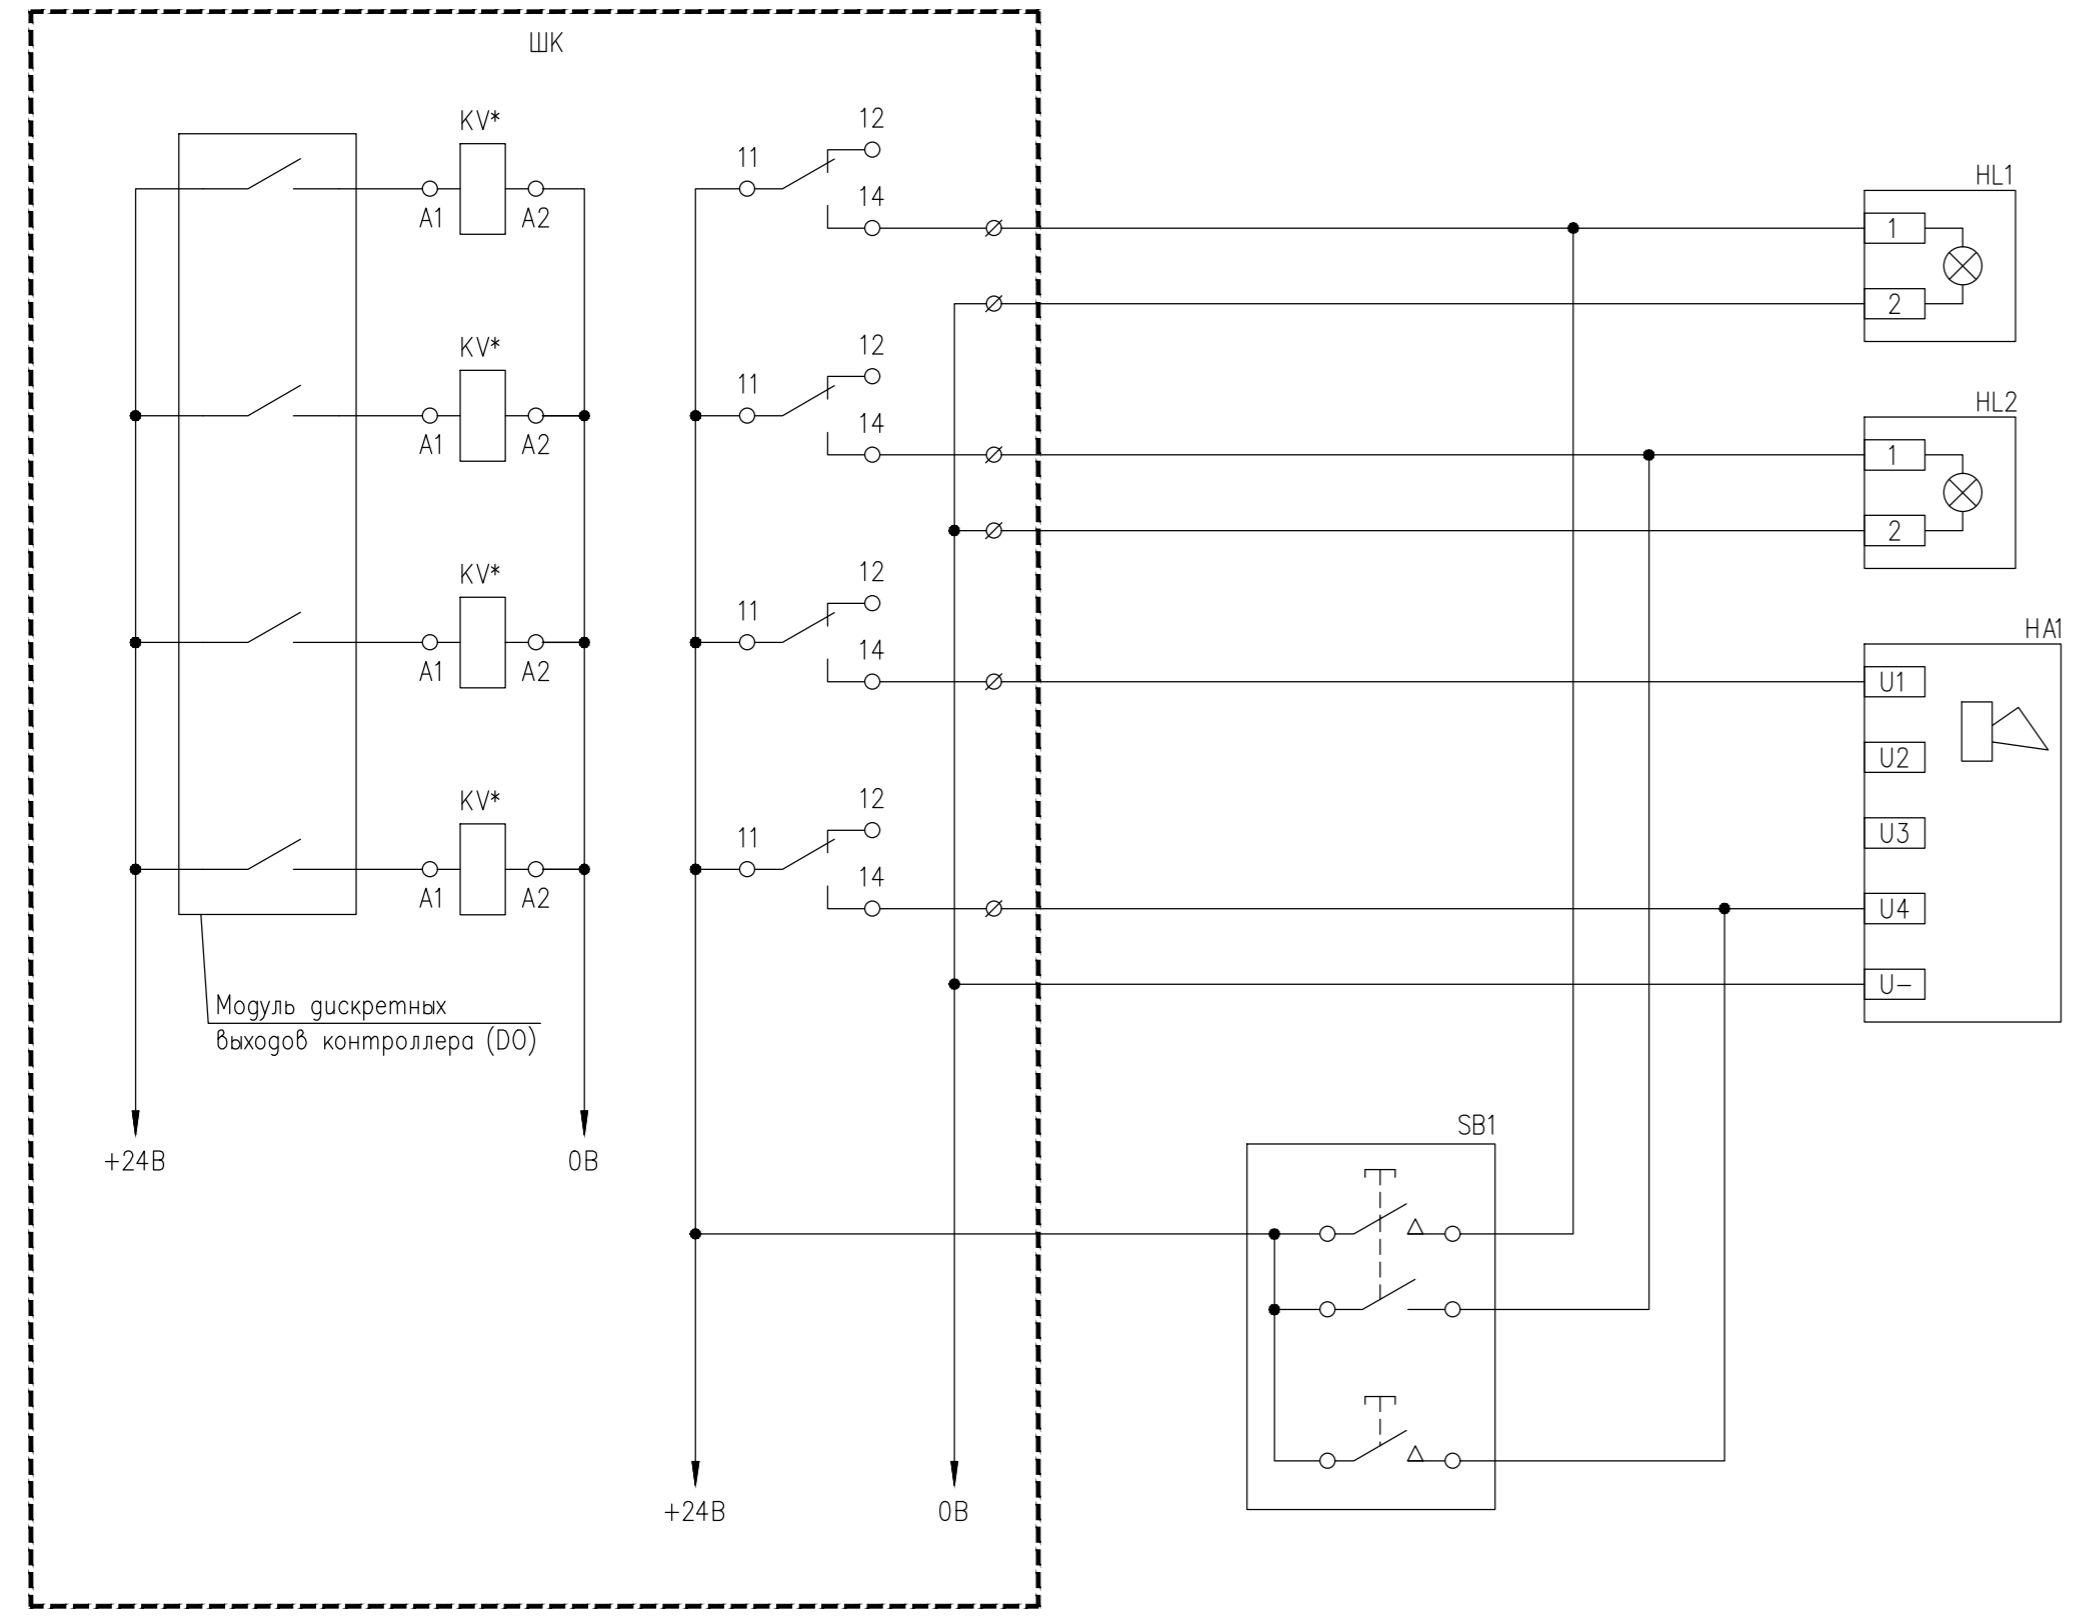 ШК
KV*
12
11
14
A1
A2
HL1
1
2
KV*
12
11
14
A1
A2
HL2
1
2
KV*
12
11
14
A1
A2
HA1
U1
U2
U3
KV*
12
11
14
A1
A2
U4
U-
Модуль дискретных
выходов контроллера (DO)
SB1
+24В
0В
+24В
0В